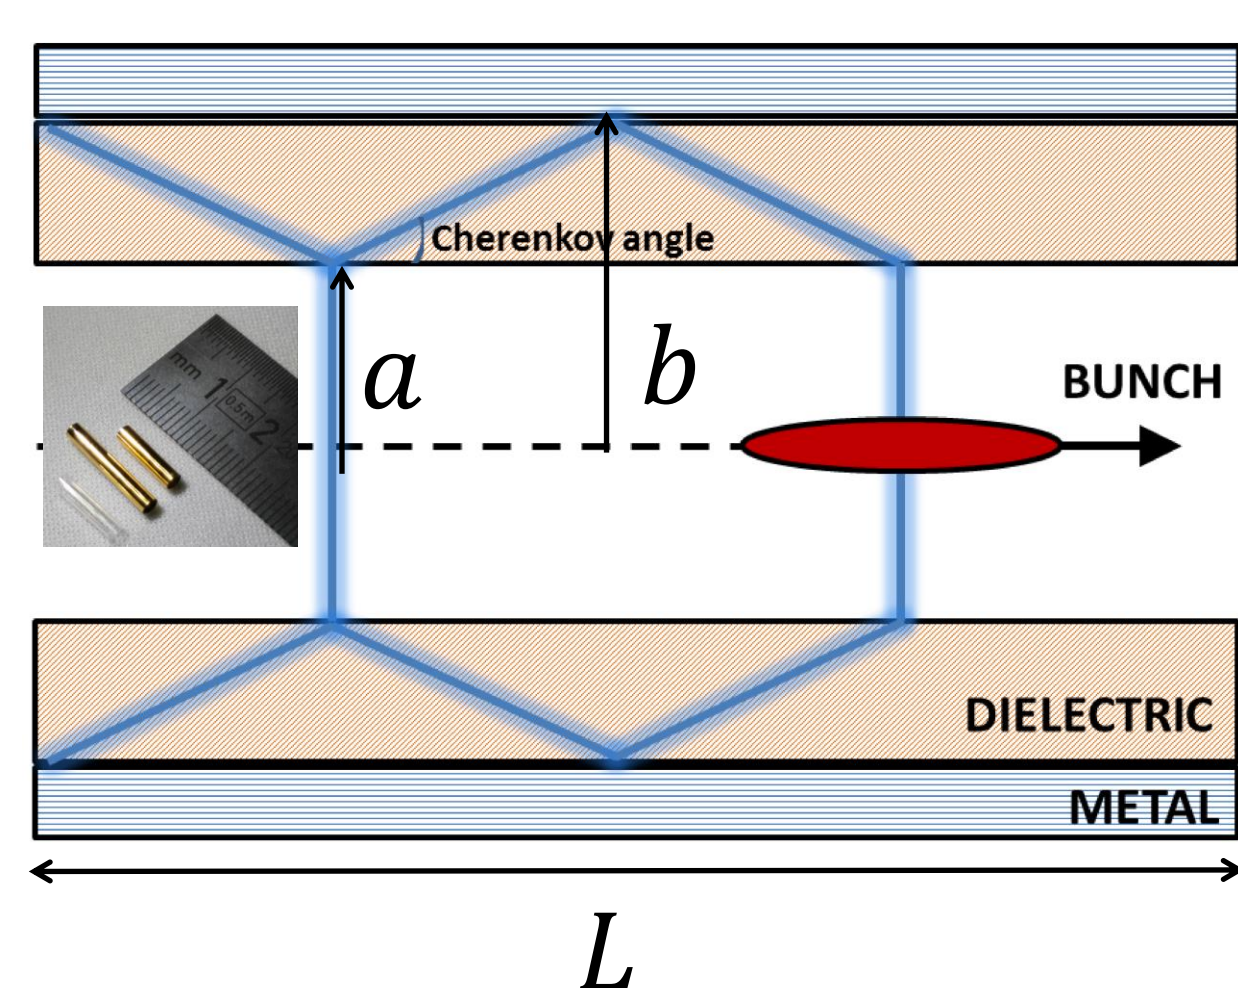 Cherenkov angle
a
b
BUNCH
mm 1 0.5m 2
DIELECTRIC
METAL
L